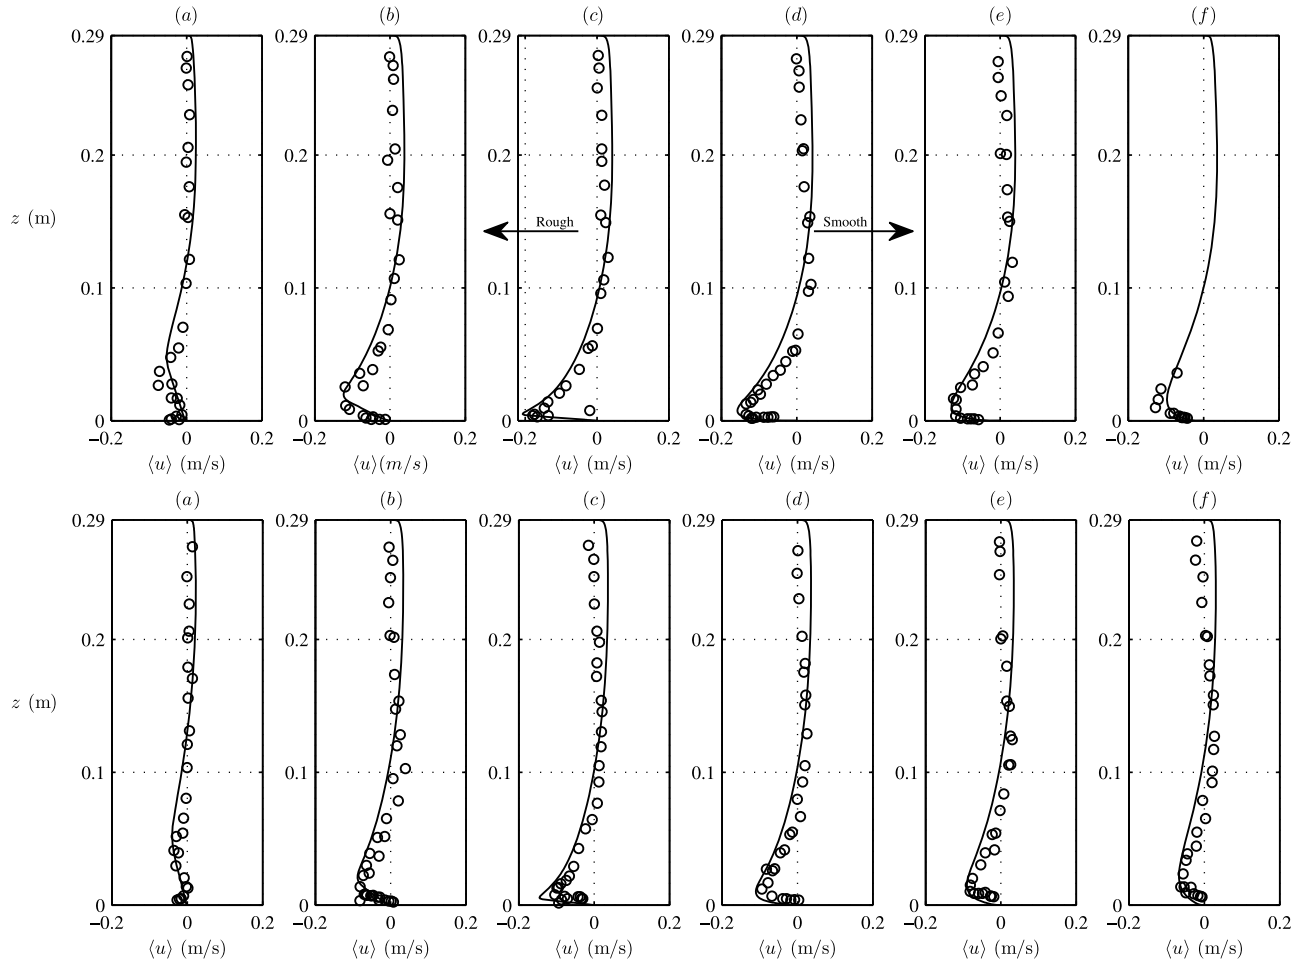 (a) (b) (c) (d) (e) (f)
0.29 0.29 0.29 0.29 0.29 0.29
0.2 0.2 0.2 0.2 0.2 0.2
z (m) Rough Smooth
0.1 0.1 0.1 0.1 0.1 0.1
0 0 0 0 0 0
−0.2 0 0.2 −0.2 0 0.2 −0.2 0 0.2 −0.2 0 0.2 −0.2 0 0.2 −0.2 0 0.2
⟨u⟩ (m/s) ⟨u⟩(m/s) ⟨u⟩ (m/s) ⟨u⟩ (m/s) ⟨u⟩ (m/s) ⟨u⟩ (m/s)
(a) (b) (c) (d) (e) (f)
0.29 0.29 0.29 0.29 0.29 0.29
0.2 0.2 0.2 0.2 0.2 0.2
z (m)
0.1 0.1 0.1 0.1 0.1 0.1
0 0 0 0 0 0
−0.2 0 0.2 −0.2 0 0.2 −0.2 0 0.2 −0.2 0 0.2 −0.2 0 0.2 −0.2 0 0.2
⟨u⟩ (m/s) ⟨u⟩ (m/s) ⟨u⟩ (m/s) ⟨u⟩ (m/s) ⟨u⟩ (m/s) ⟨u⟩ (m/s)